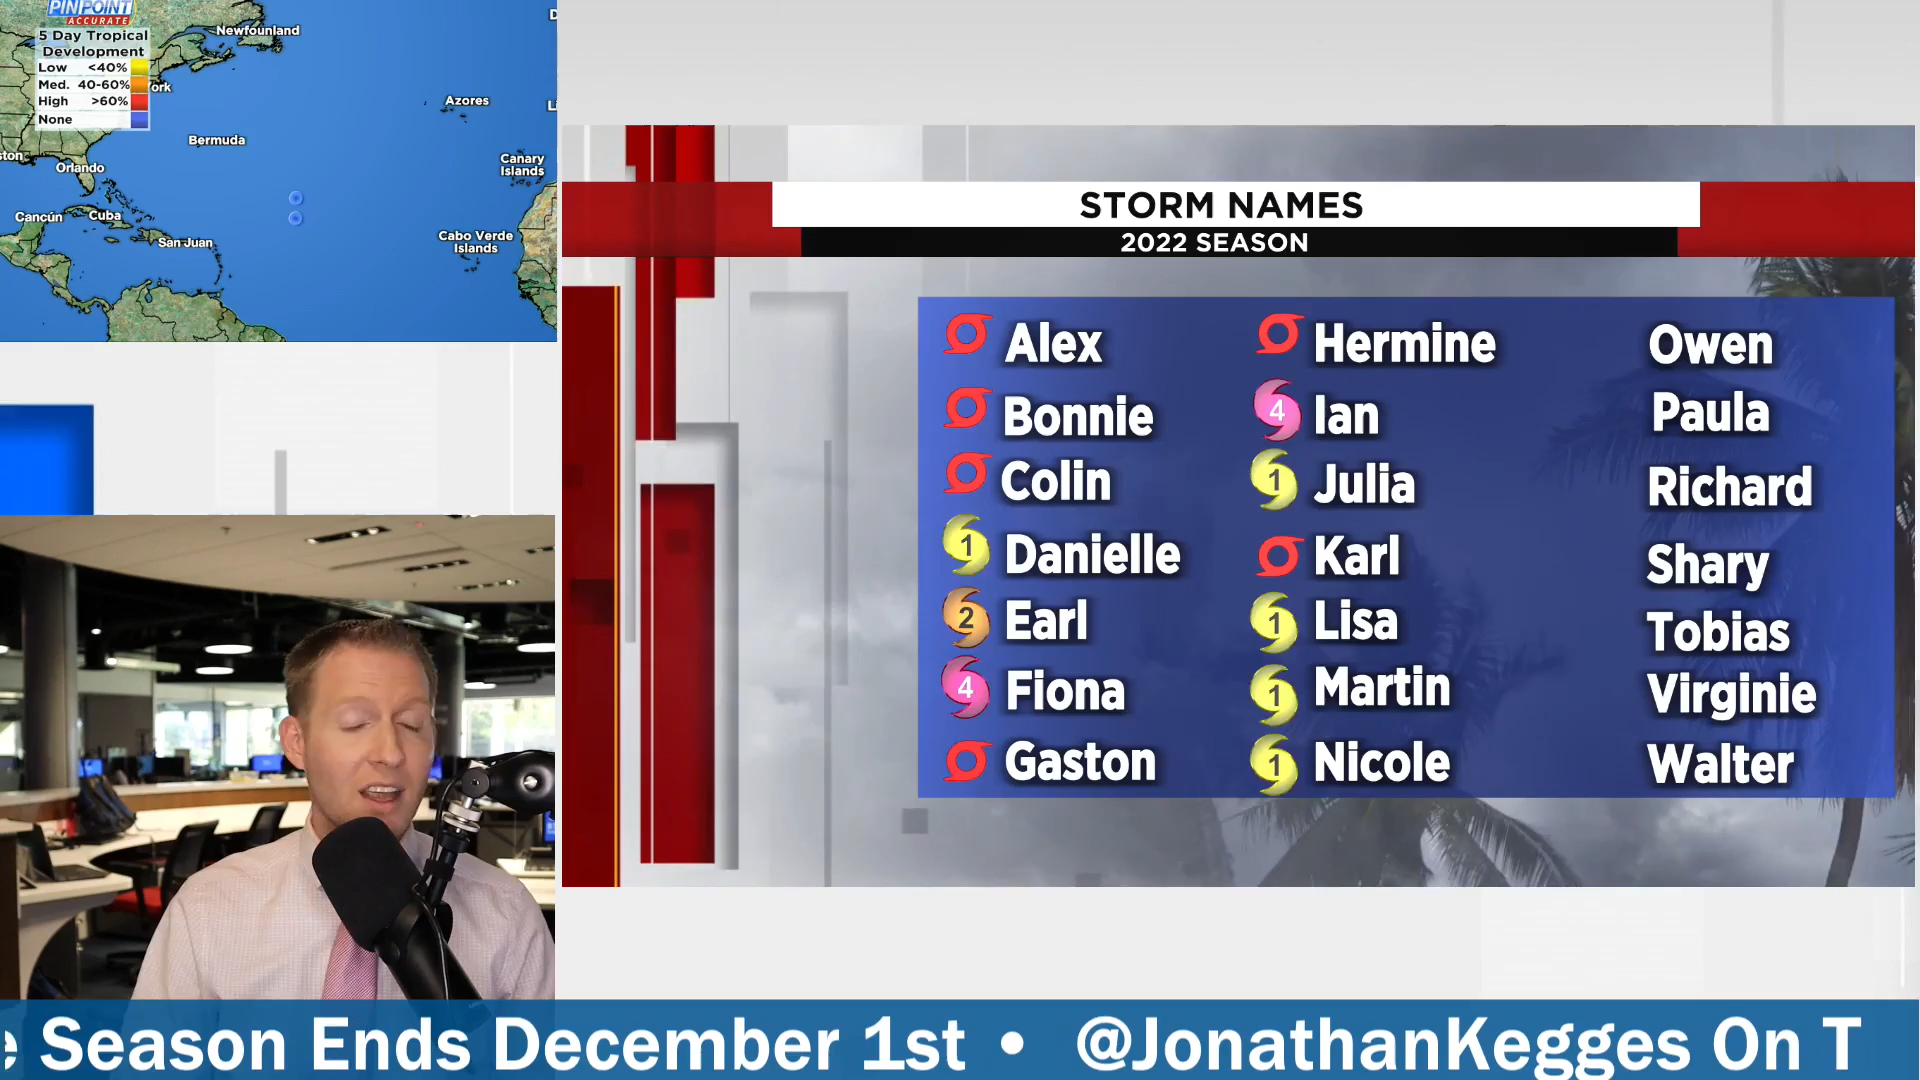 PINPOINT
ACCURATE
5 Day Tropical
Development
Low <40%
Med. 40-60%
High >60%
None
Newfounland
Azores
Bermuda
Orlando
Canary
Islands
Cancún
Cuba
San Juan
Cabo Verde
Islands
STORM NAMES
2022 SEASON
Alex
Bonnie
Colin
1 Danielle
2 Earl
4 Fiona
Gaston
Hermine
4 Ian
1 Julia
Karl
1 Lisa
1 Martin
1 Nicole
Owen
Paula
Richard
Shary
Tobias
Virginie
Walter
Season Ends December 1st • @JonathanKegges On T